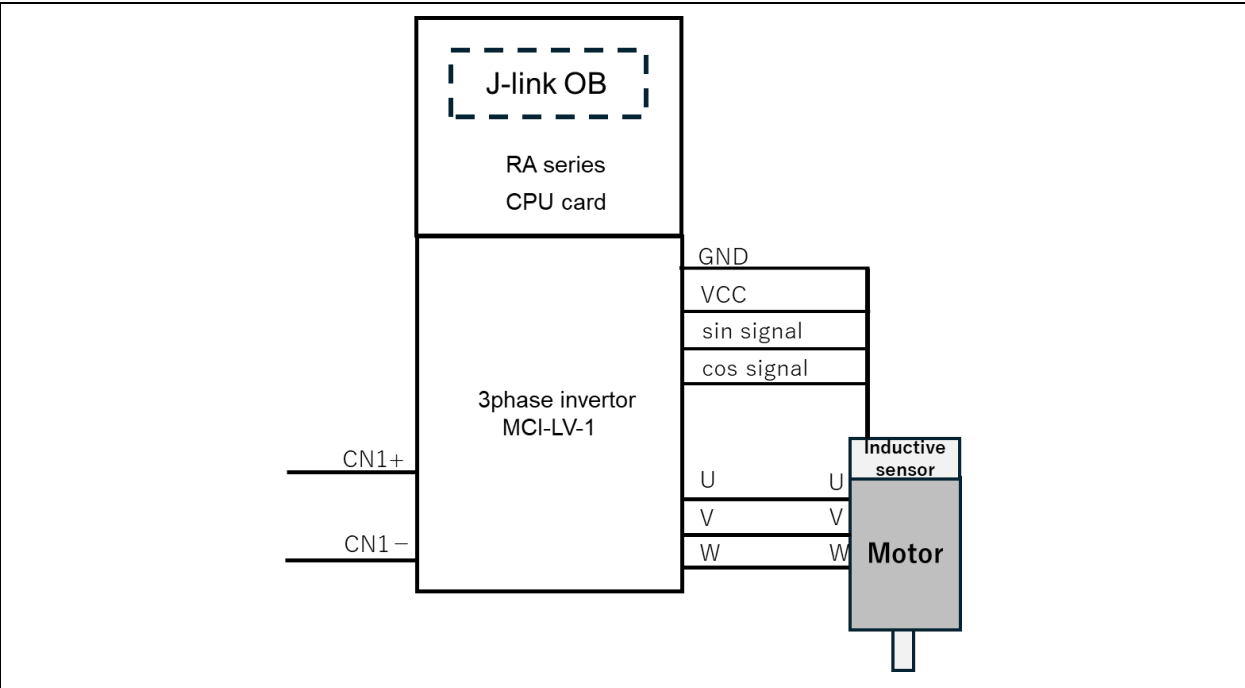 J-link OB
RA series
CPU card
GND
VCC
sin signal
cos signal
3phase invertor
MCI-LV-1
CN1+
CN1−
Inductive
sensor
U
U
V
V
W
W
Motor